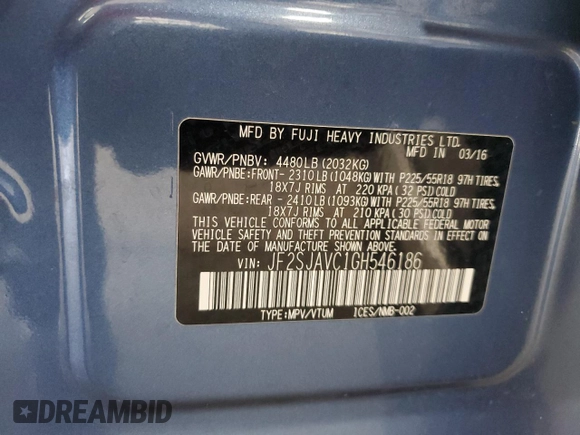 MFD BY FUJI HEAVY INDUSTRIES LTD.
MFD IN 03/16
GVWR/PNBV: 4480LB(2032KG)
GAWR/PNBE:FRONT-2310LB(1048KG)WITH P225/55R18 97H TIRES,
18X7J RIMS AT 220 KPA(32 PSI)COLD
GAWR/PNBE:REAR -2410LB(1093KG)WITH P225/55R18 97H TIRES,
18X7J RIMS AT 210 KPA(30 PSI)COLD
THIS VEHICLE CONFORMS TO ALL APPLICABLE FEDERAL MOTOR
VEHICLE SAFETY AND BUMPER STANDARDS IN EFFECT ON
THE DATE OF MANUFACTURE SHOWN ABOVE.
VIN: JF2SJAVC1GH546186
TYPE:MPV/VTUM ICES/NMB-002
DREAMBID